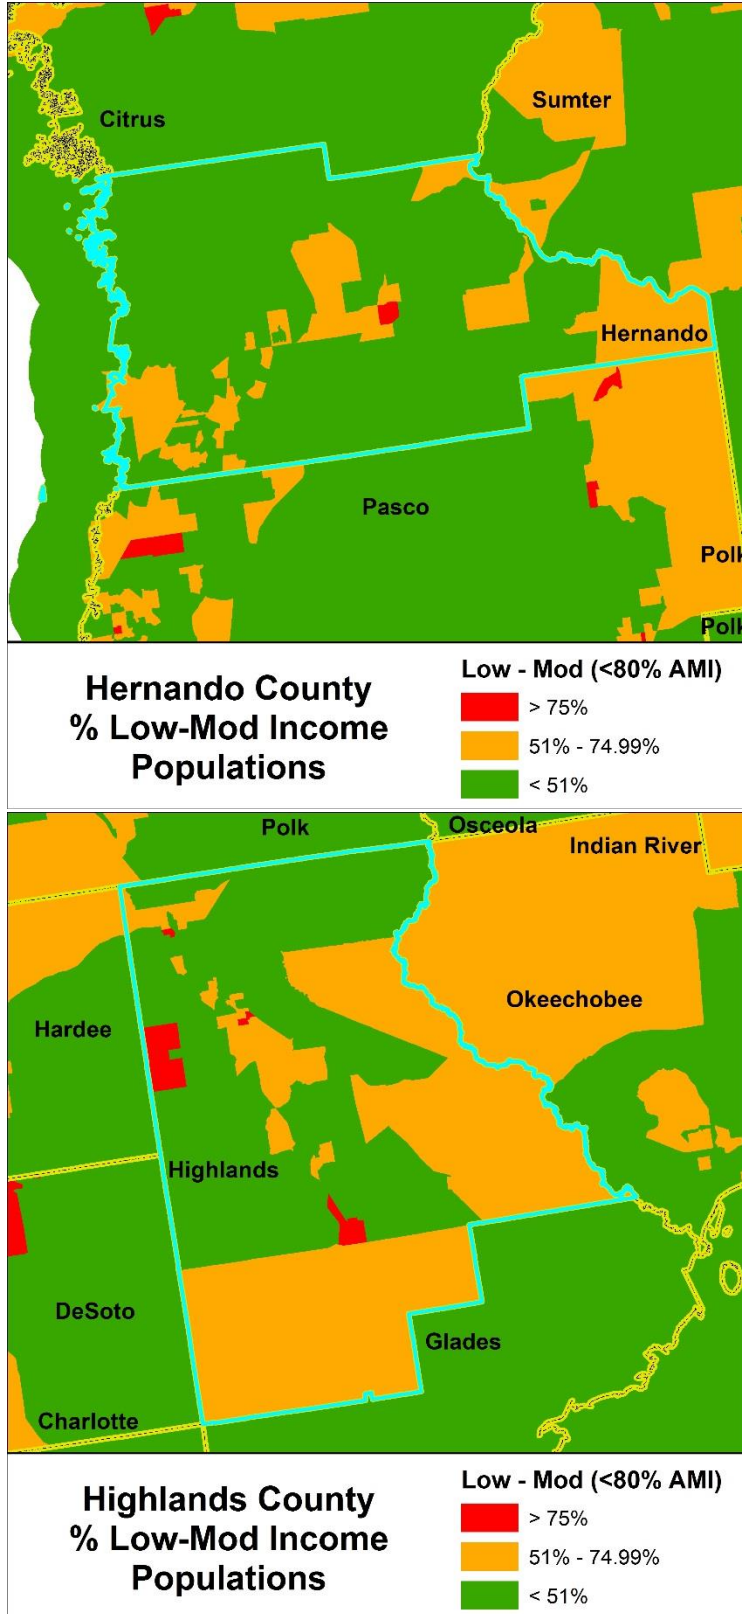 Sumter
Citrus
Hernando
Pasco
Polk
Polk
Hernando County
% Low-Mod Income
Populations
Low - Mod (<80% AMI)
> 75%
51% - 74.99%
< 51%
Polk
Osceola
Indian River
Okeechobee
Hardee
Highlands
DeSoto
Glades
Charlotte
Highlands County
% Low-Mod Income
Populations
Low - Mod (<80% AMI)
> 75%
51% - 74.99%
< 51%